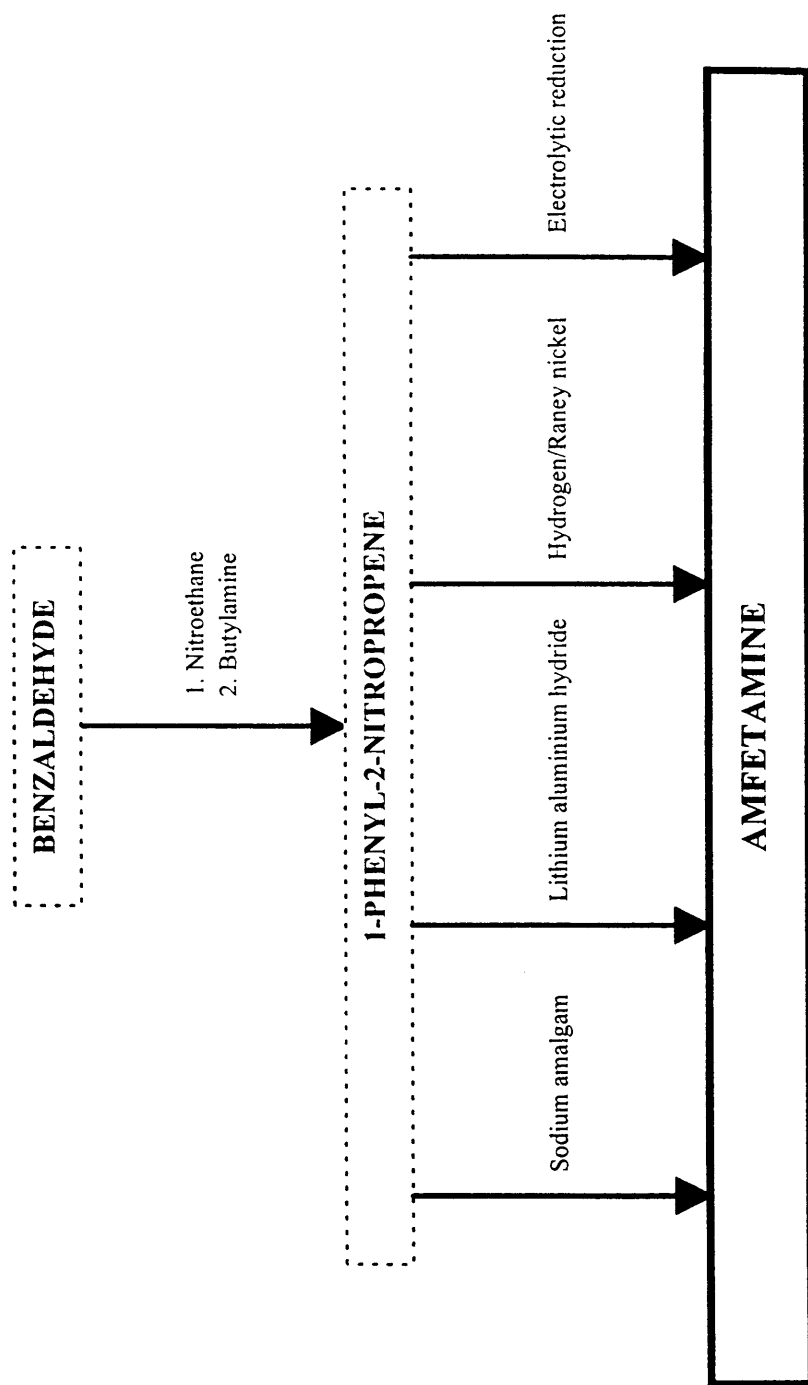 BENZALDEHYDE
1. Nitroethane
2. Butylamine
1-PHENYL-2-NITROPROPENE
Sodium amalgam
Lithium aluminium hydride
Hydrogen/Raney nickel
Electrolytic reduction
AMFETAMINE